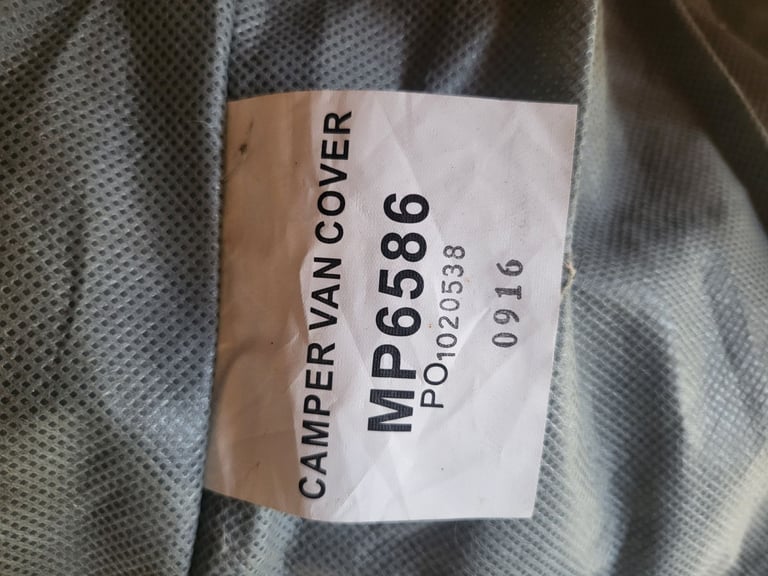 CAMPER VAN COVER
MP6586
PO1020538
0916